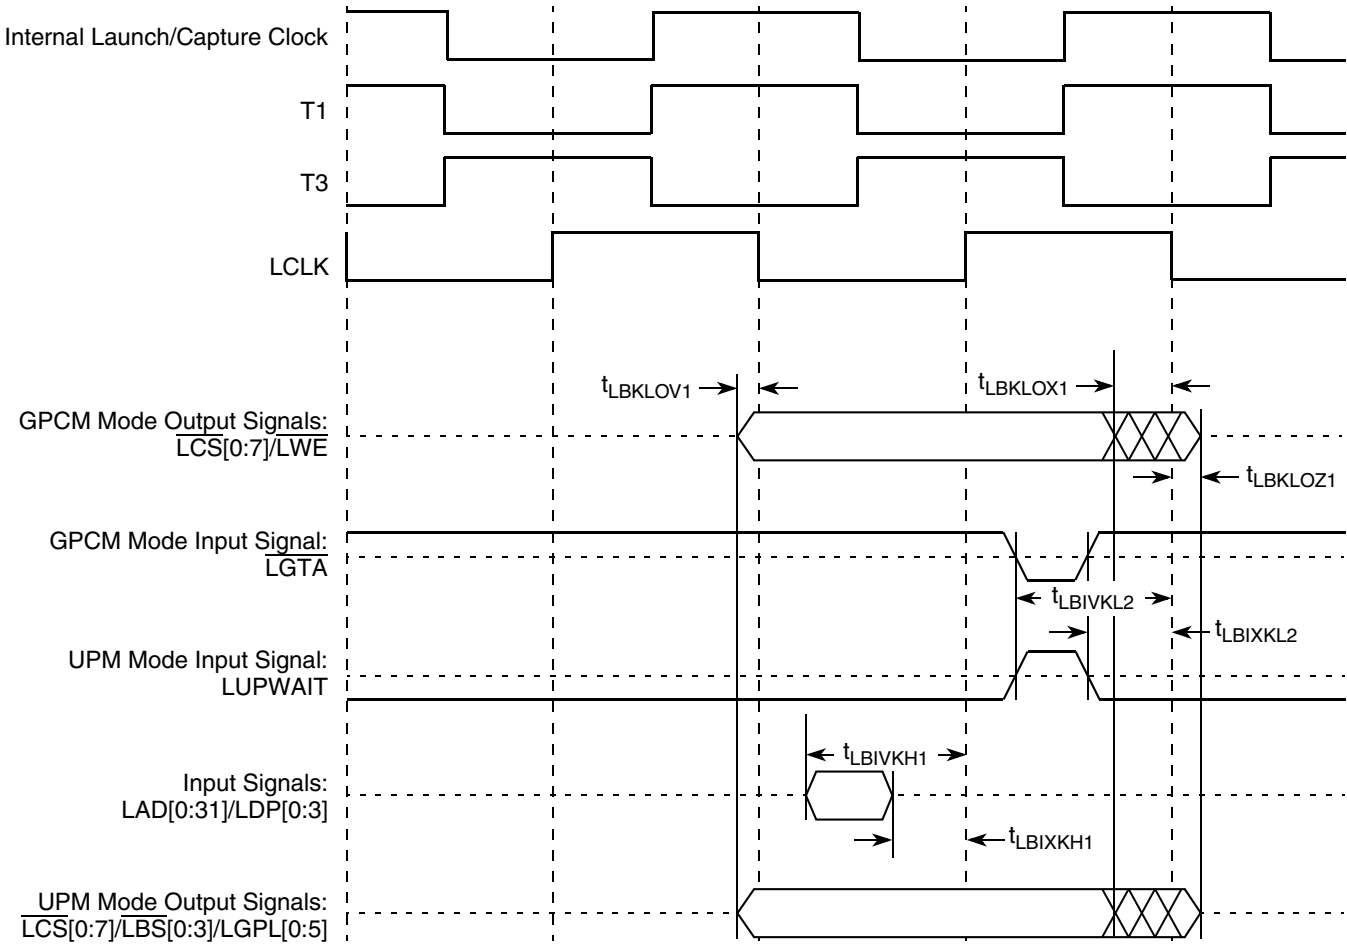 Internal Launch/Capture Clock
T1
T3
LCLK
tLBKLOV1
tLBKLOX1
GPCM Mode Output Signals:
LCS[0:7]/LWE
tLBKLOZ1
GPCM Mode Input Signal:
LGTA
tLBIVKL2
tLBIXKL2
UPM Mode Input Signal:
LUPWAIT
tLBIVKH1
Input Signals:
LAD[0:31]/LDP[0:3]
tLBIXKH1
UPM Mode Output Signals:
LCS[0:7]/LBS[0:3]/LGPL[0:5]